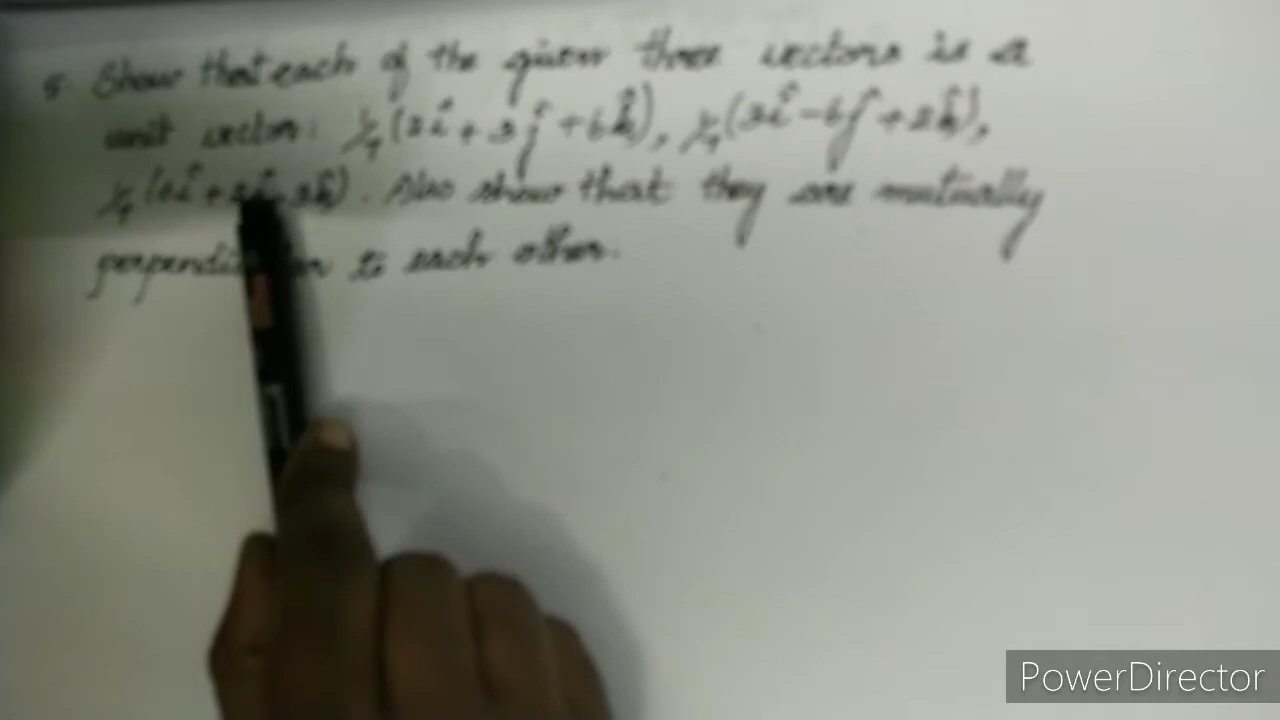 5. Show that each of the given three vectors is a
unit vector: 1/7 (2î + 3ĵ + 6k̂), 1/7 (3î - 6ĵ + 2k̂),
1/7 (6î + 2ĵ - 3k̂). Also show that they are mutually
to each other.
PowerDirector